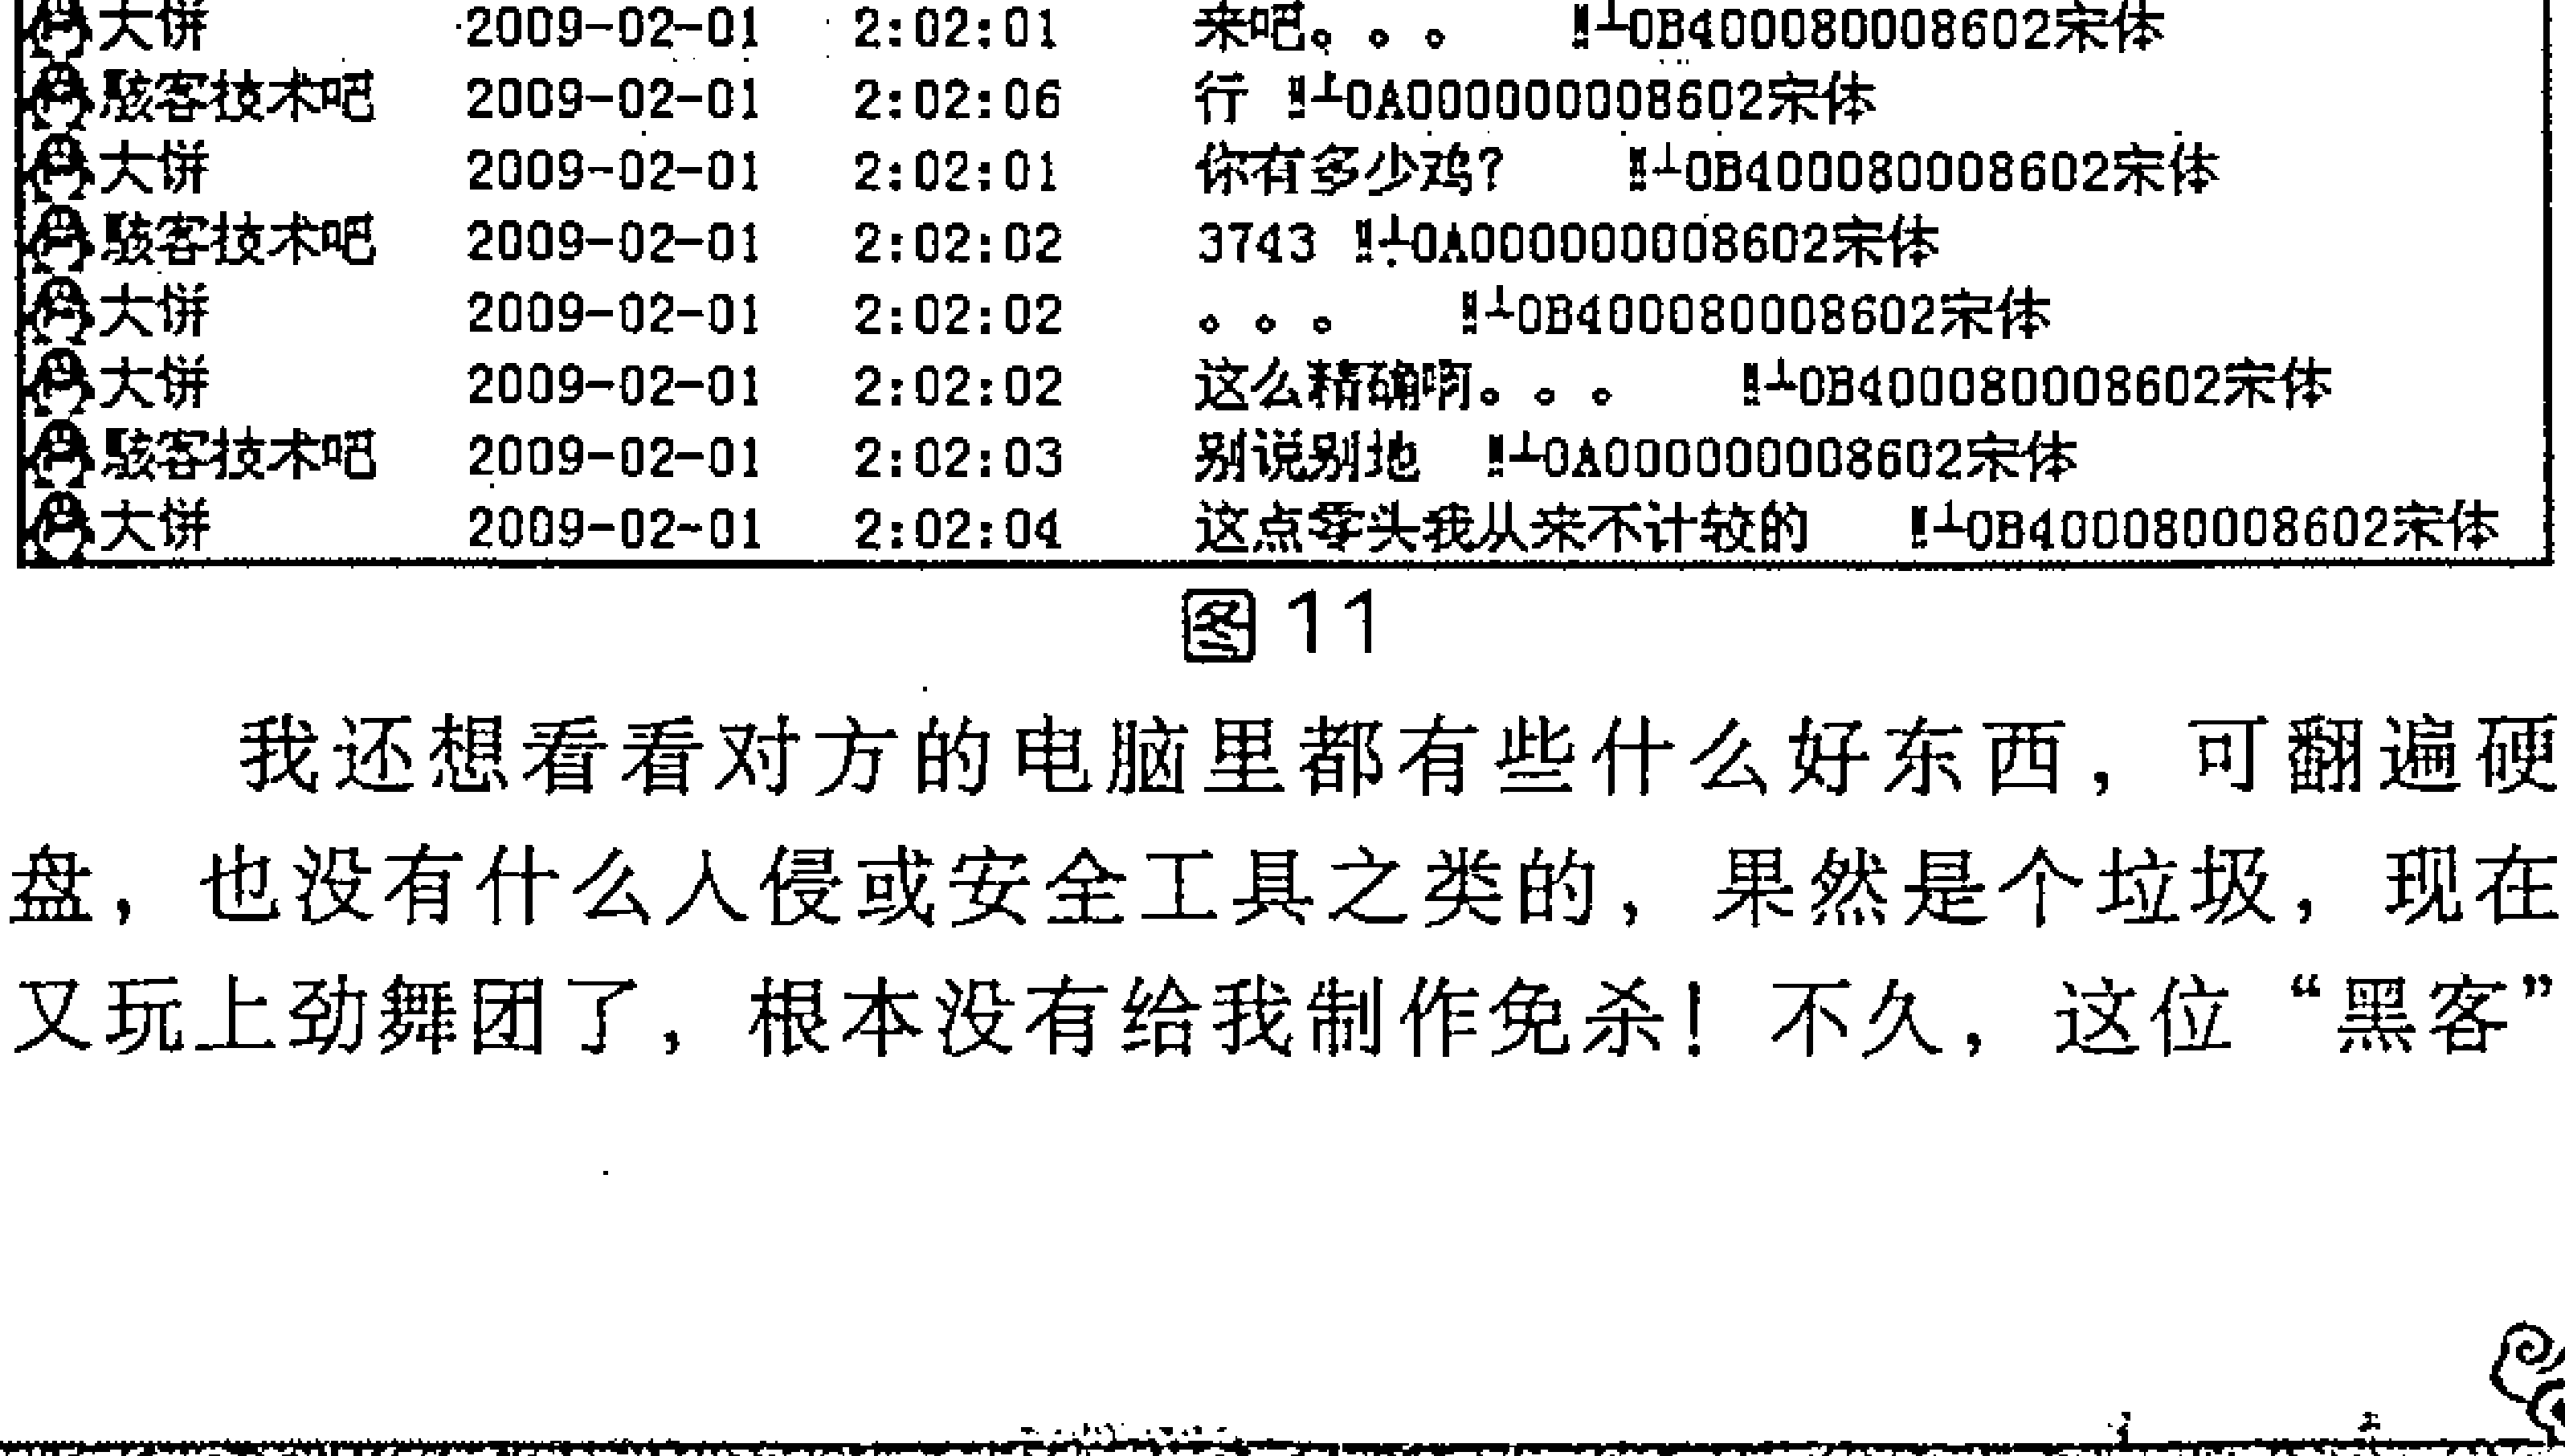 大饼 2009-02-01 2:02:01 来吧。。。 ‼┴0B400080008602宋体
骇客技术吧 2009-02-01 2:02:06 行 ‼┴0A000000008602宋体
大饼 2009-02-01 2:02:01 你有多少鸡? ‼┴0B400080008602宋体
骇客技术吧 2009-02-01 2:02:02 3743 ‼┴0A000000008602宋体
大饼 2009-02-01 2:02:02 。。。 ‼┴0B400080008602宋体
大饼 2009-02-01 2:02:02 这么精确啊。。。 ‼┴0B400080008602宋体
骇客技术吧 2009-02-01 2:02:03 别说别地 ‼┴0A000000008602宋体
大饼 2009-02-01 2:02:04 这点零头我从来不计较的 ‼┴0B400080008602宋体
图11
我还想看看对方的电脑里都有些什么好东西，可翻遍硬
盘，也没有什么入侵或安全工具之类的，果然是个垃圾，现在
又玩上劲舞团了，根本没有给我制作免杀！不久，这位“黑客”